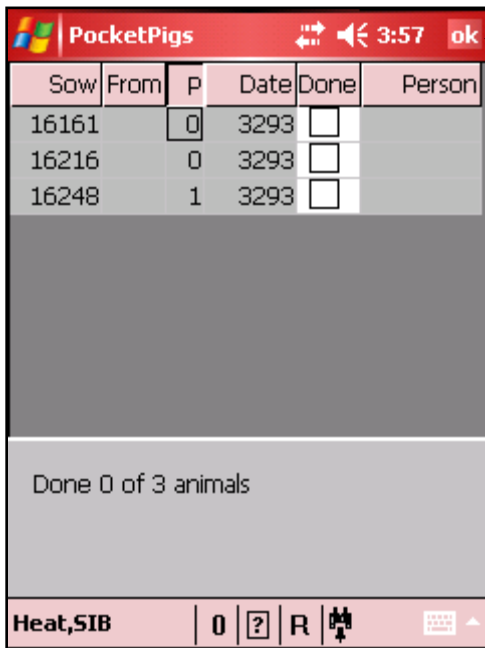 PocketPigs 3:57 ok
Sow From P Date Done Person
16161 0 3293
16216 0 3293
16248 1 3293
Done 0 of 3 animals
Heat,SIB 0 ? R